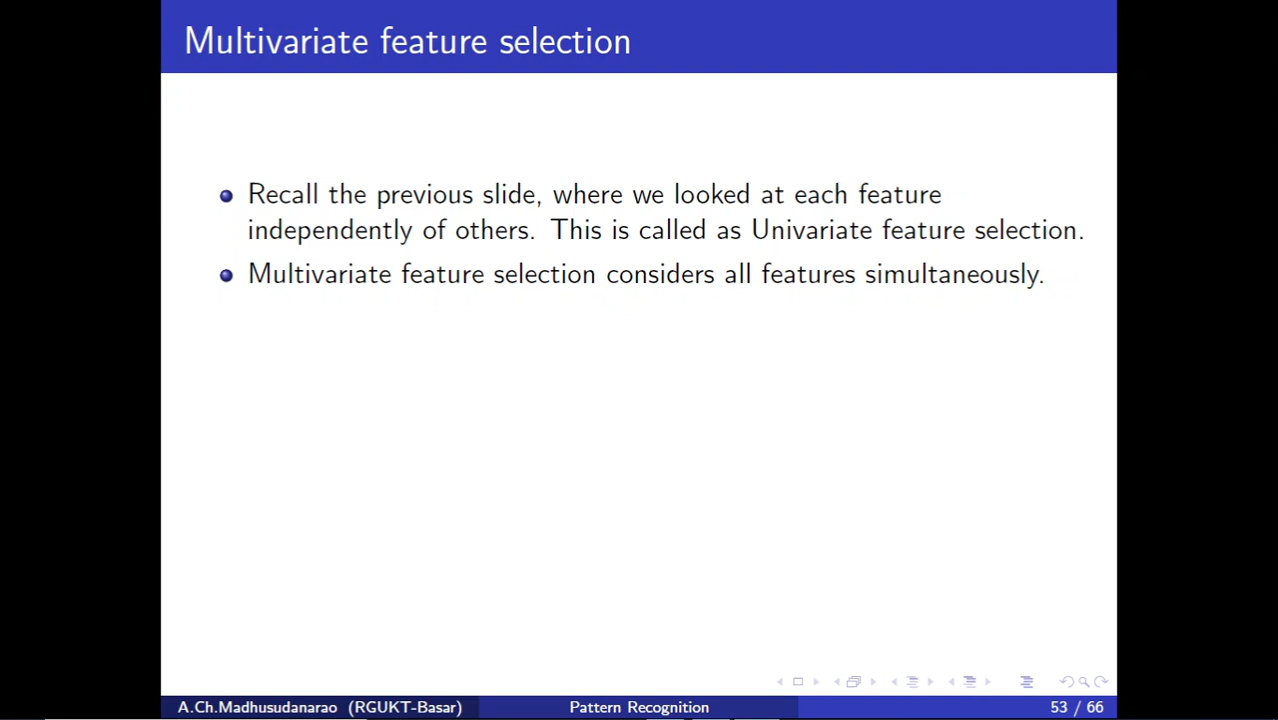 Multivariate feature selection
Recall the previous slide, where we looked at each feature
independently of others. This is called as Univariate feature selection.
Multivariate feature selection considers all features simultaneously.
A.Ch.Madhusudanarao (RGUKT-Basar)
Pattern Recognition
53 / 66